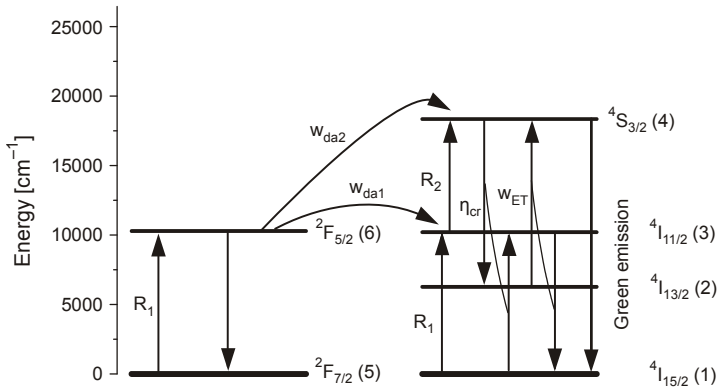 Energy [cm⁻¹]
25000
20000
15000
10000
5000
0
R₁
²F₅/₂ (6)
²F₇/₂ (5)
w_da2
w_da1
R₂
η_cr
w_ET
R₁
⁴S₃/₂ (4)
⁴I₁₁/₂ (3)
⁴I₁₃/₂ (2)
⁴I₁₅/₂ (1)
Green emission